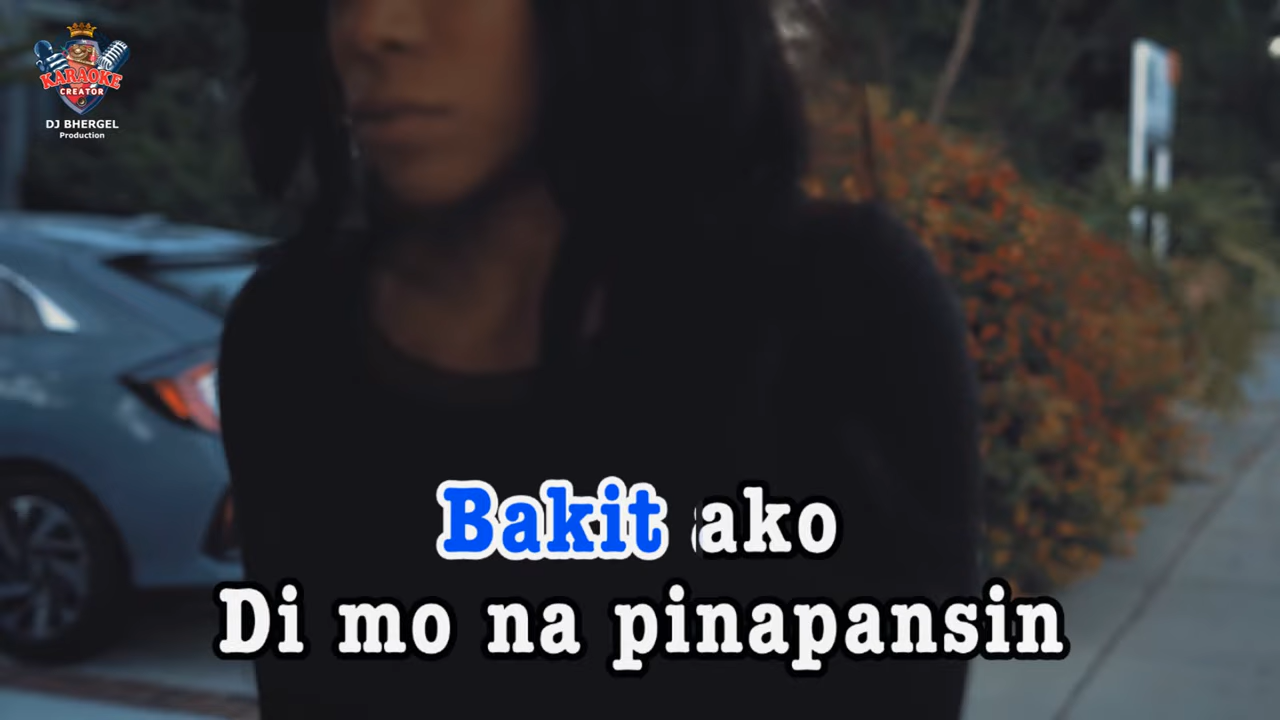 KARAOKE
CREATOR
DJ BHERGEL
Production
Bakit ako
Di mo na pinapansin